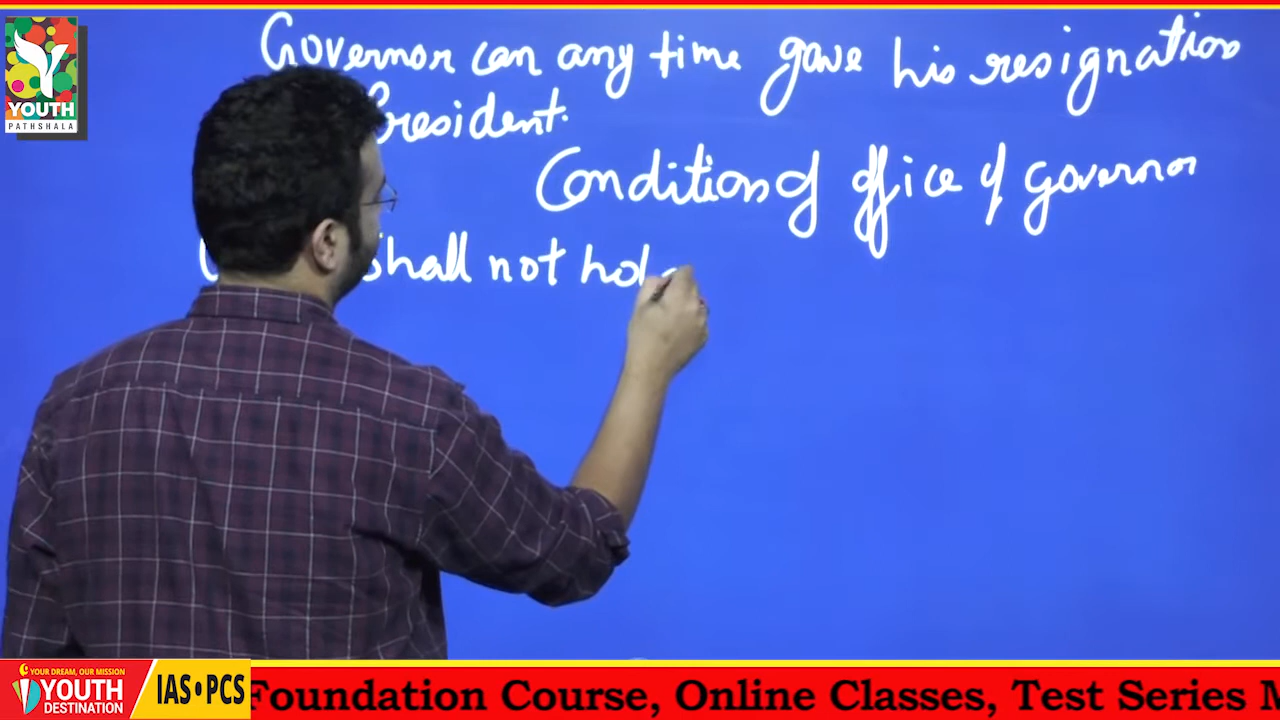 Governor can any time gave his resignation
President.
Conditions of office of governor
shall not hol
YOUTH
PATHSHALA
YOUR DREAM, OUR MISSION
YOUTH
DESTINATION
IAS•PCS
Foundation Course, Online Classes, Test Series M